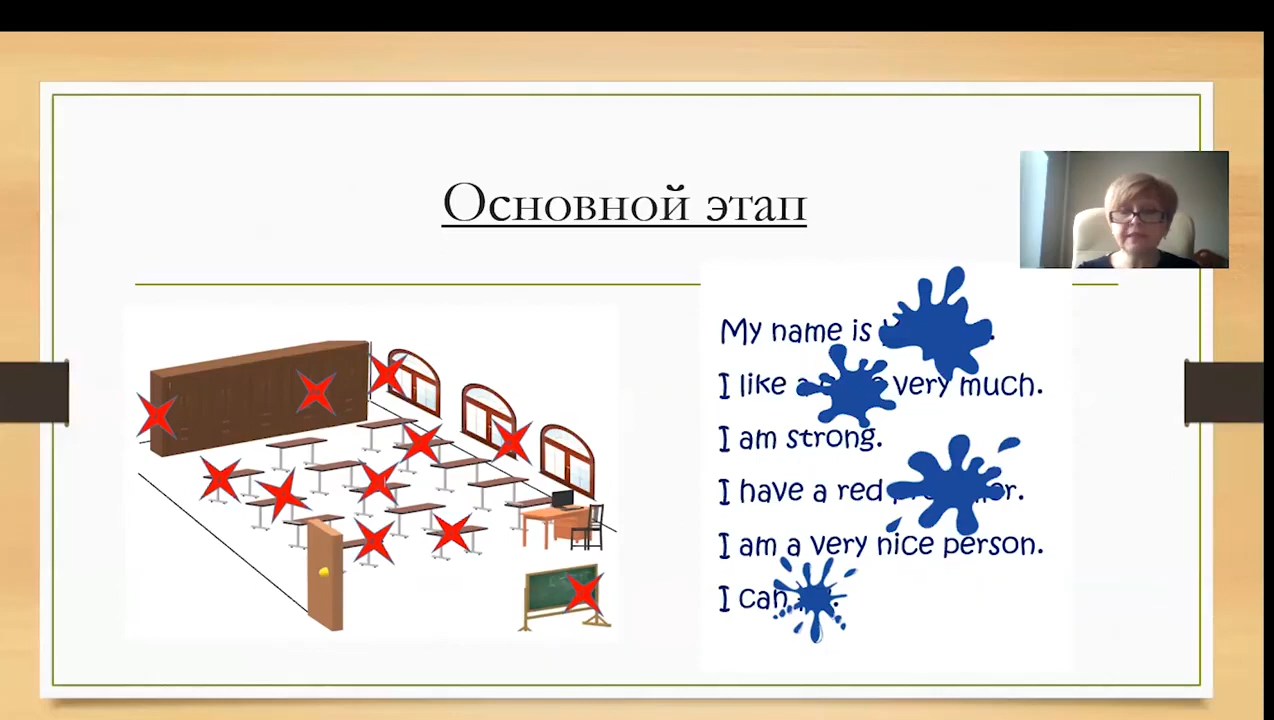 Основной этап
My name is
I like a very much.
I am strong.
I have a red
I am a very nice person.
I can